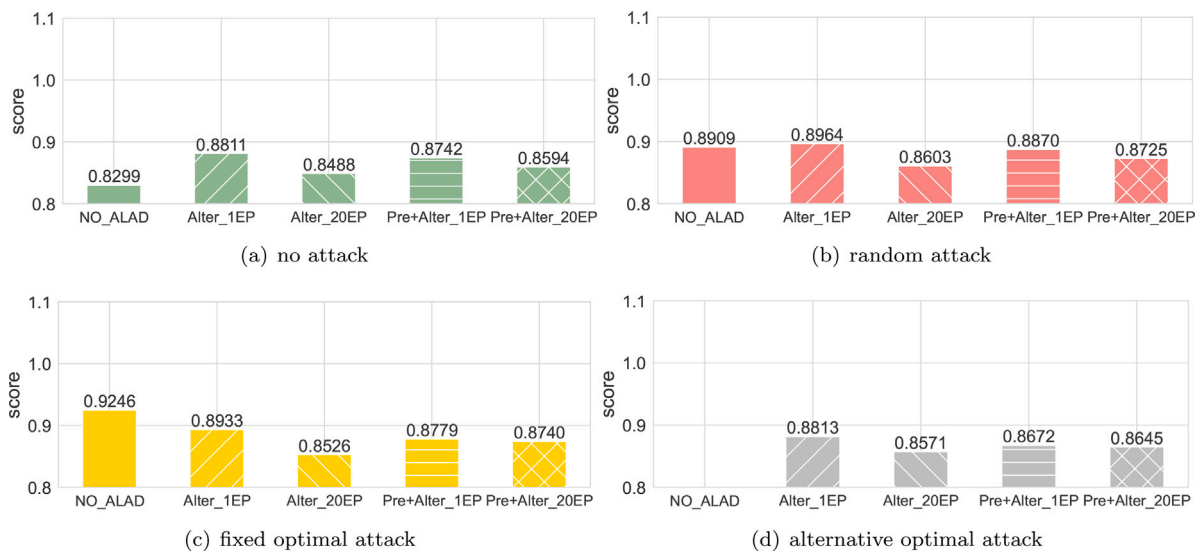 1.1
1.0
0.9
0.8
score
0.8299
0.8811
0.8488
0.8742
0.8594
NO_ALAD Alter_1EP Alter_20EP Pre+Alter_1EP Pre+Alter_20EP
(a) no attack
1.1
1.0
0.9
0.8
score
0.8909
0.8964
0.8603
0.8870
0.8725
NO_ALAD Alter_1EP Alter_20EP Pre+Alter_1EP Pre+Alter_20EP
(b) random attack
1.1
1.0
0.9
0.8
score
0.9246
0.8933
0.8526
0.8779
0.8740
NO_ALAD Alter_1EP Alter_20EP Pre+Alter_1EP Pre+Alter_20EP
(c) fixed optimal attack
1.1
1.0
0.9
0.8
score
0.8813
0.8571
0.8672
0.8645
NO_ALAD Alter_1EP Alter_20EP Pre+Alter_1EP Pre+Alter_20EP
(d) alternative optimal attack